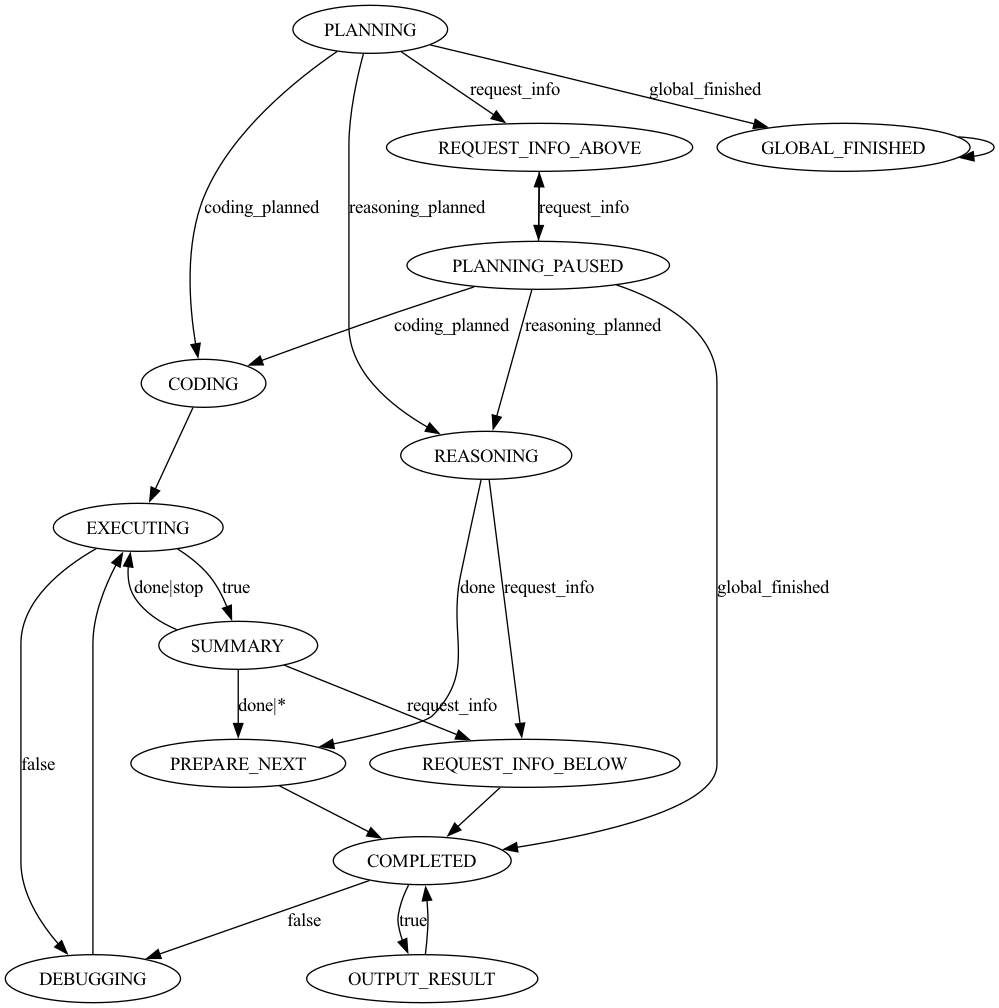 PLANNING
request_info
global_finished
REQUEST_INFO_ABOVE
GLOBAL_FINISHED
coding_planned
reasoning_planned
request_info
PLANNING_PAUSED
coding_planned
reasoning_planned
CODING
REASONING
EXECUTING
done|stop
true
done
request_info
global_finished
SUMMARY
done|*
request_info
false
PREPARE_NEXT
REQUEST_INFO_BELOW
COMPLETED
false
true
DEBUGGING
OUTPUT_RESULT